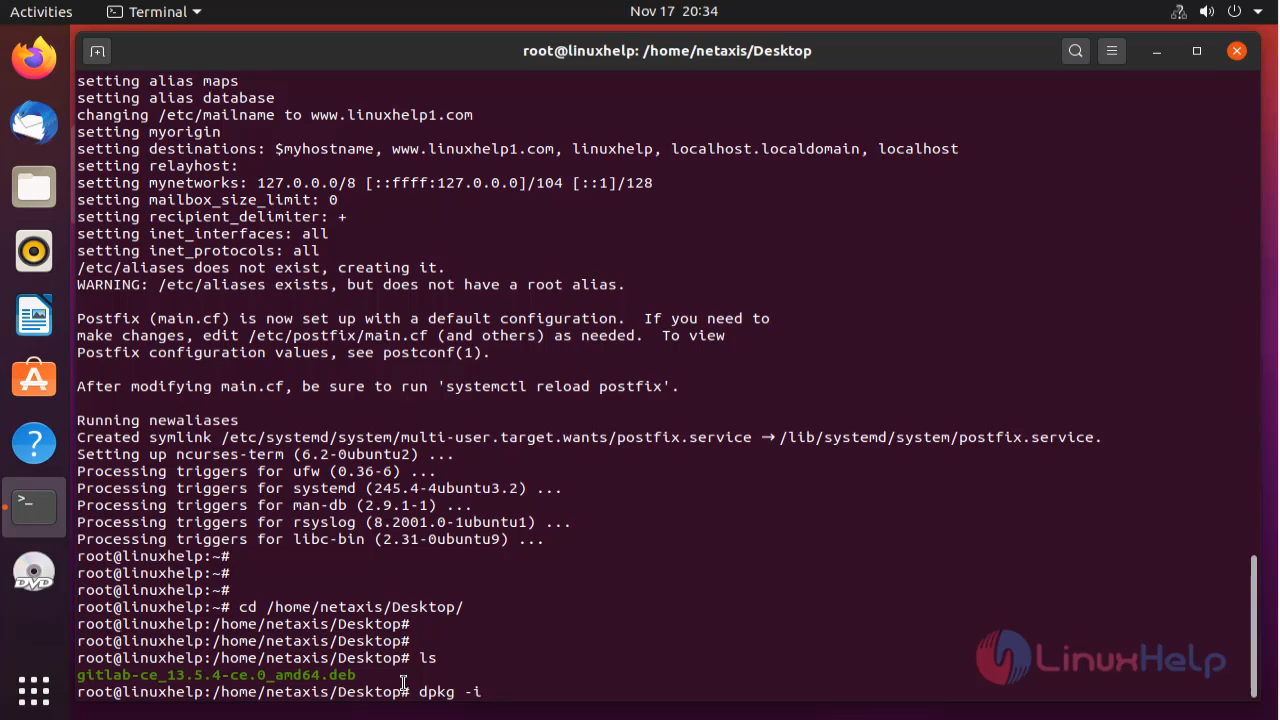 Activities Terminal Nov 17 20:34
root@linuxhelp: /home/netaxis/Desktop
setting alias maps
setting alias database
changing /etc/mailname to www.linuxhelp1.com
setting myorigin
setting destinations: $myhostname, www.linuxhelp1.com, linuxhelp, localhost.localdomain, localhost
setting relayhost:
setting mynetworks: 127.0.0.0/8 [::ffff:127.0.0.0]/104 [::1]/128
setting mailbox_size_limit: 0
setting recipient_delimiter: +
setting inet_interfaces: all
setting inet_protocols: all
/etc/aliases does not exist, creating it.
WARNING: /etc/aliases exists, but does not have a root alias.
Postfix (main.cf) is now set up with a default configuration.  If you need to
make changes, edit /etc/postfix/main.cf (and others) as needed.  To view
Postfix configuration values, see postconf(1).
After modifying main.cf, be sure to run 'systemctl reload postfix'.
Running newaliases
Created symlink /etc/systemd/system/multi-user.target.wants/postfix.service → /lib/systemd/system/postfix.service.
Setting up ncurses-term (6.2-0ubuntu2) ...
Processing triggers for ufw (0.36-6) ...
Processing triggers for systemd (245.4-4ubuntu3.2) ...
Processing triggers for man-db (2.9.1-1) ...
Processing triggers for rsyslog (8.2001.0-1ubuntu1) ...
Processing triggers for libc-bin (2.31-0ubuntu9) ...
root@linuxhelp:~#
root@linuxhelp:~#
root@linuxhelp:~#
root@linuxhelp:~# cd /home/netaxis/Desktop/
root@linuxhelp:/home/netaxis/Desktop#
root@linuxhelp:/home/netaxis/Desktop#
root@linuxhelp:/home/netaxis/Desktop# ls
gitlab-ce_13.5.4-ce.0_amd64.deb
root@linuxhelp:/home/netaxis/Desktop# dpkg -i
LinuxHelp
DVD